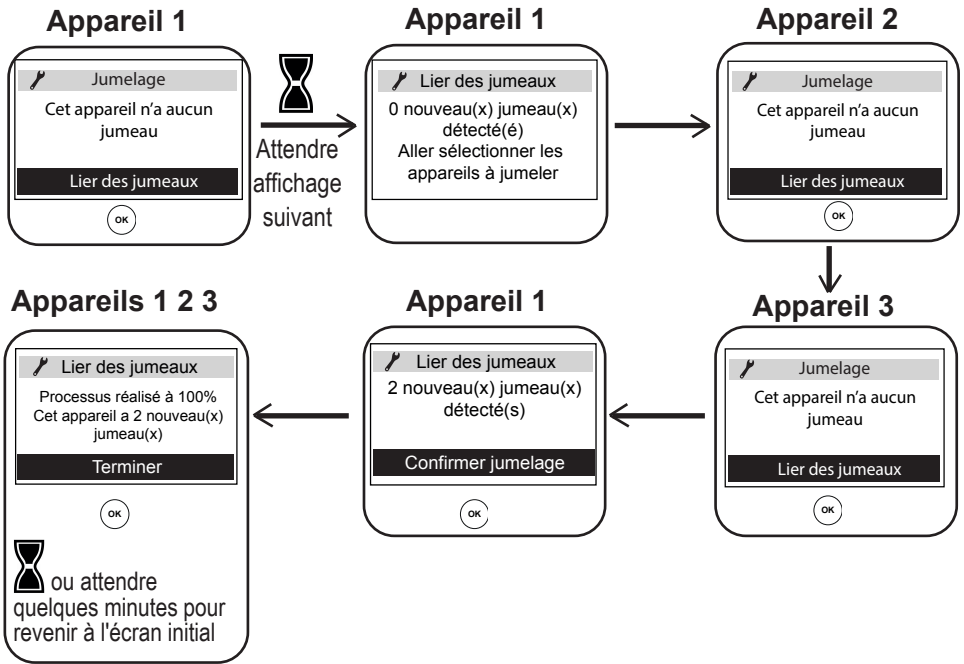 Appareil 1
Jumelage
Cet appareil n'a aucun
jumeau
Lier des jumeaux
OK
Attendre
affichage
suivant
Appareil 1
Lier des jumeaux
0 nouveau(x) jumeau(x)
détecté(é)
Aller sélectionner les
appareils à jumeler
Appareil 2
Jumelage
Cet appareil n'a aucun
jumeau
Lier des jumeaux
OK
Appareil 3
Jumelage
Cet appareil n'a aucun
jumeau
Lier des jumeaux
OK
Appareil 1
Lier des jumeaux
2 nouveau(x) jumeau(x)
détecté(s)
Confirmer jumelage
OK
Appareils 1 2 3
Lier des jumeaux
Processus réalisé à 100%
Cet appareil a 2 nouveau(x)
jumeau(x)
Terminer
OK
ou attendre
quelques minutes pour
revenir à l'écran initial